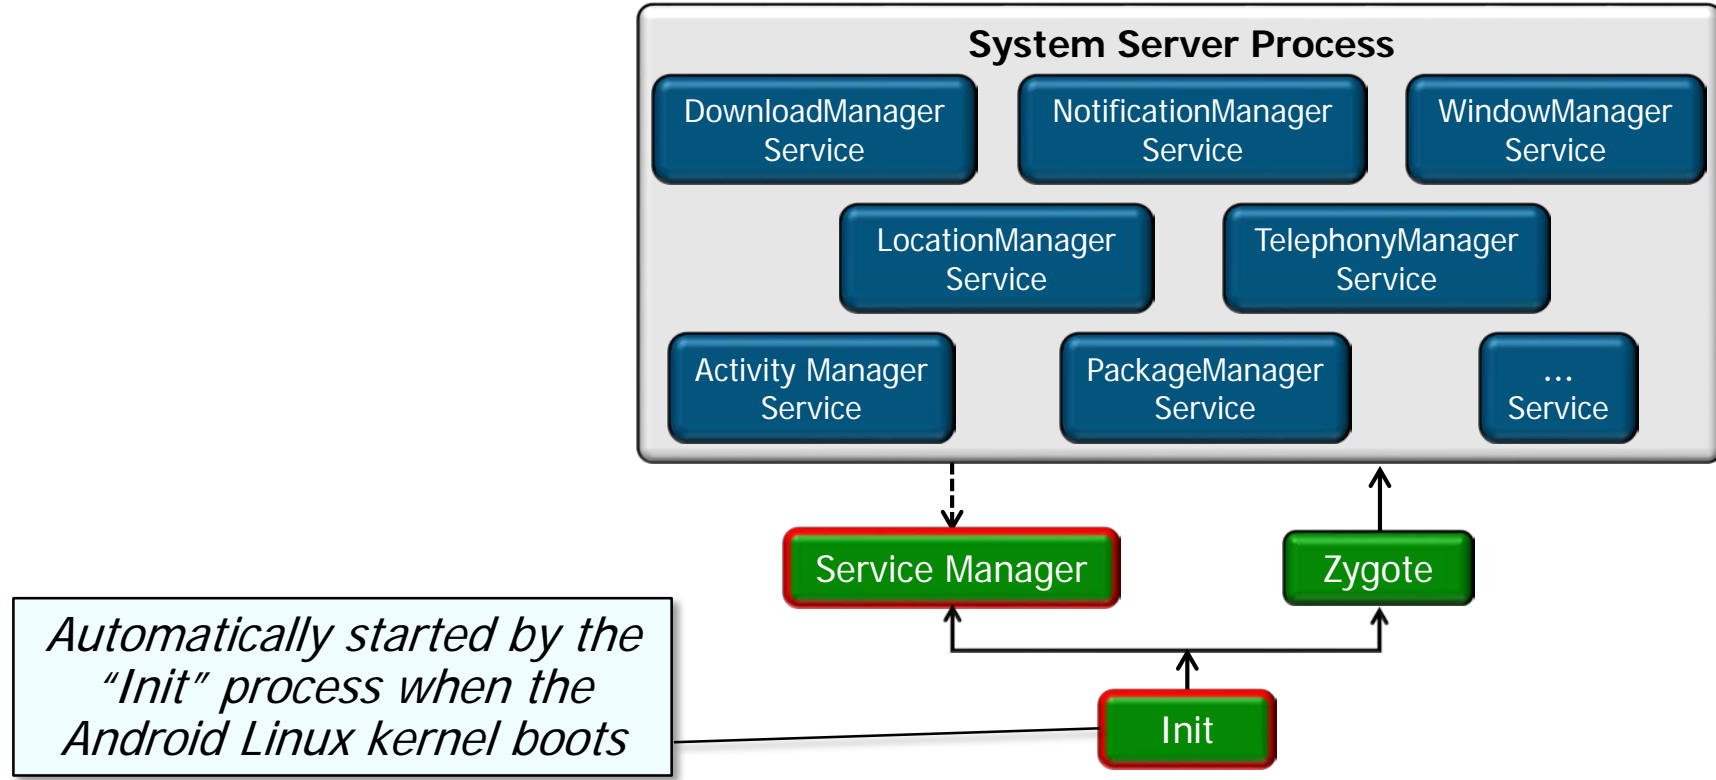 System Server Process
DownloadManager
Service
NotificationManager
Service
WindowManager
Service
LocationManager
Service
TelephonyManager
Service
Activity Manager
Service
PackageManager
Service
...
Service
Service Manager
Zygote
Automatically started by the
“Init” process when the
Android Linux kernel boots
Init